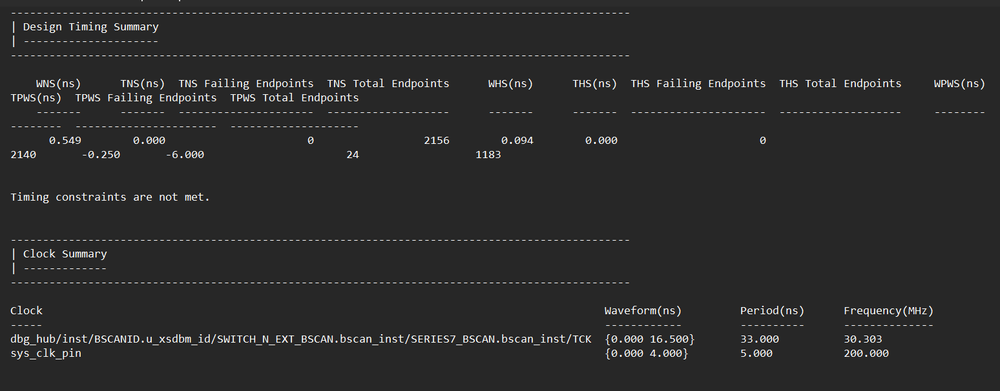 ------------------------------------------------------------------------------------------------
| Design Timing Summary
| ---------------------
------------------------------------------------------------------------------------------------
    WNS(ns)      TNS(ns)  TNS Failing Endpoints  TNS Total Endpoints      WHS(ns)      THS(ns)  THS Failing Endpoints  THS Total Endpoints     WPWS(ns)
TPWS(ns)  TPWS Failing Endpoints  TPWS Total Endpoints
    -------      -------  ---------------------  -------------------      -------      -------  ---------------------  -------------------     --------
--------  ----------------------  --------------------
      0.549        0.000                      0                 2156        0.094        0.000                      0
2140       -0.250       -6.000                      24                  1183
Timing constraints are not met.
------------------------------------------------------------------------------------------------
| Clock Summary
| -------------
------------------------------------------------------------------------------------------------
Clock                                                                                       Waveform(ns)         Period(ns)      Frequency(MHz)
-----                                                                                       ------------         ----------      --------------
dbg_hub/inst/BSCANID.u_xsdbm_id/SWITCH_N_EXT_BSCAN.bscan_inst/SERIES7_BSCAN.bscan_inst/TCK  {0.000 16.500}       33.000          30.303
sys_clk_pin                                                                                 {0.000 4.000}        5.000           200.000